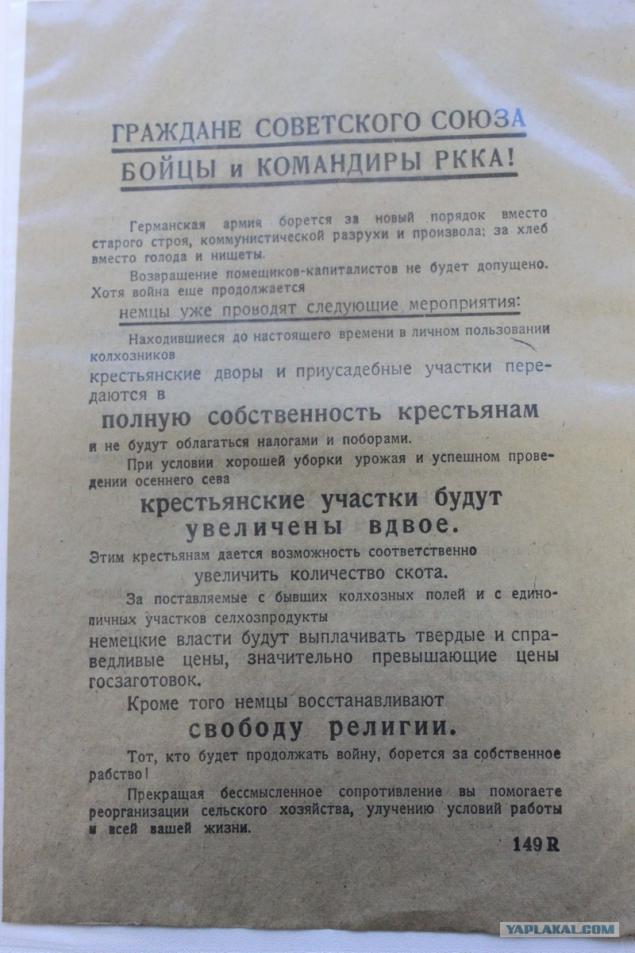 ГРАЖДАНЕ СОВЕТСКОГО СОЮЗА
БОЙЦЫ и КОМАНДИРЫ РККА!
Германская армия борется за новый порядок вместо
старого строя, коммунистической разрухи и произвола; за хлеб
вместо голода и нищеты.
Возвращение помещиков-капиталистов не будет допущено.
Хотя война еще продолжается
немцы уже проводят следующие мероприятия:
Находившиеся до настоящего времени в личном пользовании
колхозников
крестьянские дворы и приусадебные участки пере-
даются в
полную собственность крестьянам
и не будут облагаться налогами и поборами.
При условии хорошей уборки урожая и успешном прове-
дении осеннего сева
крестьянские участки будут
увеличены вдвое.
Этим крестьянам дается возможность соответственно
увеличить количество скота.
За поставляемые с бывших колхозных полей и с едино-
личных участков селхозпродукты
немецкие власти будут выплачивать твердые и спра-
ведливые цены, значительно превышающие цены
госзаготовок.
Кроме того немцы восстанавливают
свободу религии.
Тот, кто будет продолжать войну, борется за собственное
рабство!
Прекращая бессмысленное сопротивление вы помогаете
реорганизации сельского хозяйства, улучению условий работы
и всей вашей жизни.
149 R
YAPLAKAL.COM